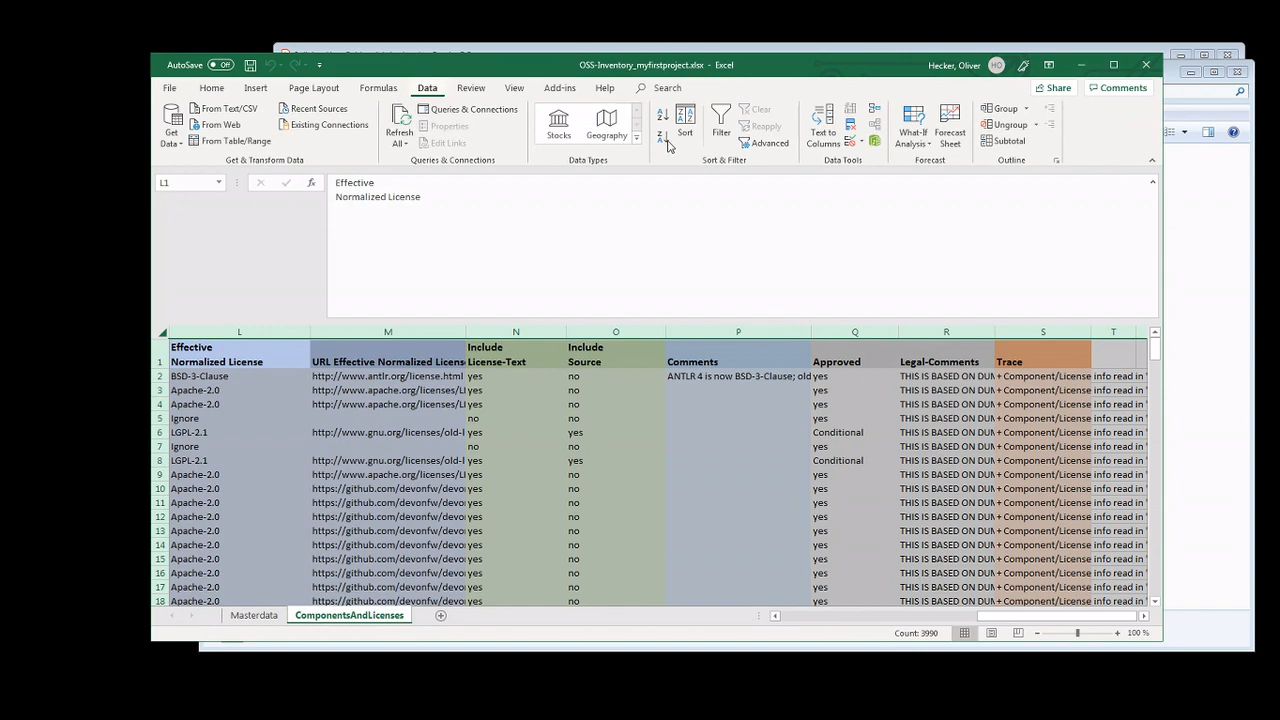 AutoSave Off
OSS-Inventory_myfirstproject.xlsx - Excel
Hecker, Oliver HO
File Home Insert Page Layout Formulas Data Review View Add-ins Help Search Share Comments
Get Data
From Text/CSV
From Web
From Table/Range
Recent Sources
Existing Connections
Get & Transform Data
Refresh All
Queries & Connections
Properties
Edit Links
Queries & Connections
Stocks Geography
Data Types
Sort
Filter
Clear
Reapply
Advanced
Sort & Filter
Text to Columns
Data Tools
What-If Analysis
Forecast Sheet
Forecast
Group
Ungroup
Subtotal
Outline
L1
Effective
Normalized License
L M N O P Q R S T
Effective Include Include
1 Normalized License URL Effective Normalized Licens License-Text Source Comments Approved Legal-Comments Trace
2 BSD-3-Clause http://www.antlr.org/license.html yes no ANTLR 4 is now BSD-3-Clause; old yes THIS IS BASED ON DUM + Component/License info read in
3 Apache-2.0 http://www.apache.org/licenses/LI yes no yes THIS IS BASED ON DUM + Component/License info read in
4 Apache-2.0 http://www.apache.org/licenses/LI yes no yes THIS IS BASED ON DUM + Component/License info read in
5 Ignore no no yes THIS IS BASED ON DUM + Component/License info read in
6 LGPL-2.1 http://www.gnu.org/licenses/old-l yes yes Conditional THIS IS BASED ON DUM + Component/License info read in
7 Ignore no no yes THIS IS BASED ON DUM + Component/License info read in
8 LGPL-2.1 http://www.gnu.org/licenses/old-l yes yes Conditional THIS IS BASED ON DUM + Component/License info read in
9 Apache-2.0 http://www.apache.org/licenses/LI yes no yes THIS IS BASED ON DUM + Component/License info read in
10 Apache-2.0 https://github.com/devonfw/devo yes no yes THIS IS BASED ON DUM + Component/License info read in
11 Apache-2.0 https://github.com/devonfw/devo yes no yes THIS IS BASED ON DUM + Component/License info read in
12 Apache-2.0 https://github.com/devonfw/devo yes no yes THIS IS BASED ON DUM + Component/License info read in
13 Apache-2.0 https://github.com/devonfw/devo yes no yes THIS IS BASED ON DUM + Component/License info read in
14 Apache-2.0 https://github.com/devonfw/devo yes no yes THIS IS BASED ON DUM + Component/License info read in
15 Apache-2.0 https://github.com/devonfw/devo yes no yes THIS IS BASED ON DUM + Component/License info read in
16 Apache-2.0 https://github.com/devonfw/devo yes no yes THIS IS BASED ON DUM + Component/License info read in
17 Apache-2.0 https://github.com/devonfw/devo yes no yes THIS IS BASED ON DUM + Component/License info read in
18 Apache-2.0 https://github.com/devonfw/devo yes no yes THIS IS BASED ON DUM + Component/License info read in
Masterdata ComponentsAndLicenses
Count: 3990 100 %